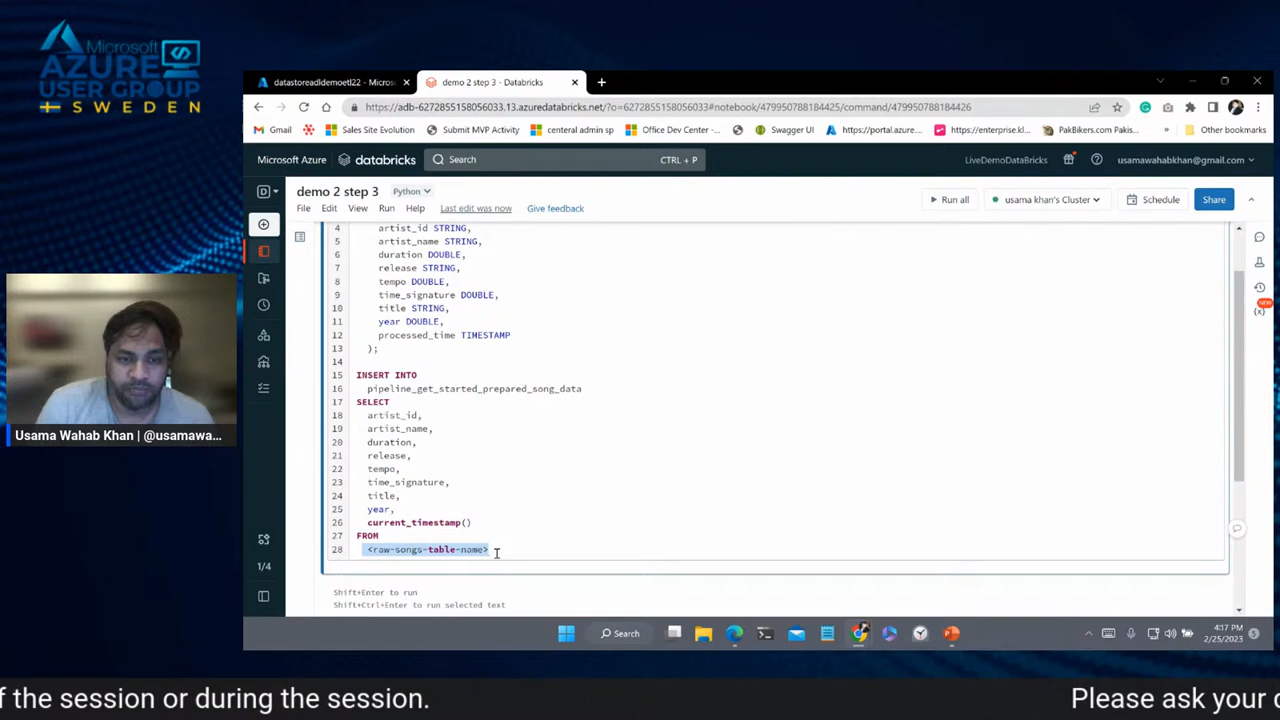 Microsoft
AZURE
USER GROUP
SWEDEN
datastoreadldemoetl22 - Micros
demo 2 step 3 - Databricks
https://adb-6272855158056033.13.azuredatabricks.net/?o=6272855158056033#notebook/479950788184425/command/479950788184426
Gmail
Sales Site Evolution
Submit MVP Activity
centeral admin sp
Office Dev Center -...
Swagger UI
https://portal.azure....
https://enterprise.kl...
PakBikers.com Pakis...
Other bookmarks
Microsoft Azure
databricks
Search
CTRL + P
LiveDemoDataBricks
usamawahabkhan@gmail.com
D
demo 2 step 3
Python
Run all
usama khan's Cluster
Schedule
Share
File
Edit
View
Run
Help
Last edit was now
Give feedback
4 artist_id STRING,
5 artist_name STRING,
6 duration DOUBLE,
7 release STRING,
8 tempo DOUBLE,
9 time_signature DOUBLE,
10 title STRING,
11 year DOUBLE,
12 processed_time TIMESTAMP
13 );
14
15 INSERT INTO
16 pipeline_get_started_prepared_song_data
17 SELECT
18 artist_id,
19 artist_name,
20 duration,
21 release,
22 tempo,
23 time_signature,
24 title,
25 year,
26 current_timestamp()
27 FROM
28 <raw-songs-table-name>
NEW
1/4
Shift+Enter to run
Shift+Ctrl+Enter to run selected text
Usama Wahab Khan | @usamawa...
Search
4:17 PM
2/25/2023
f the session or during the session.
Please ask your